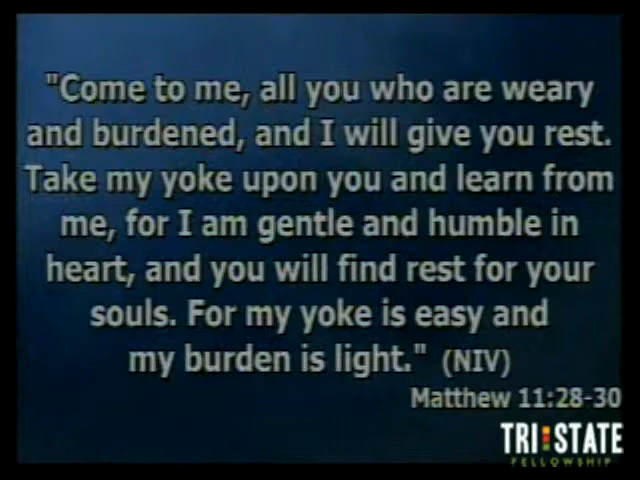 "Come to me, all you who are weary
and burdened, and I will give you rest.
Take my yoke upon you and learn from
me, for I am gentle and humble in
heart, and you will find rest for your
souls. For my yoke is easy and
my burden is light." (NIV)
Matthew 11:28-30
TRI STATE
FELLOWSHIP